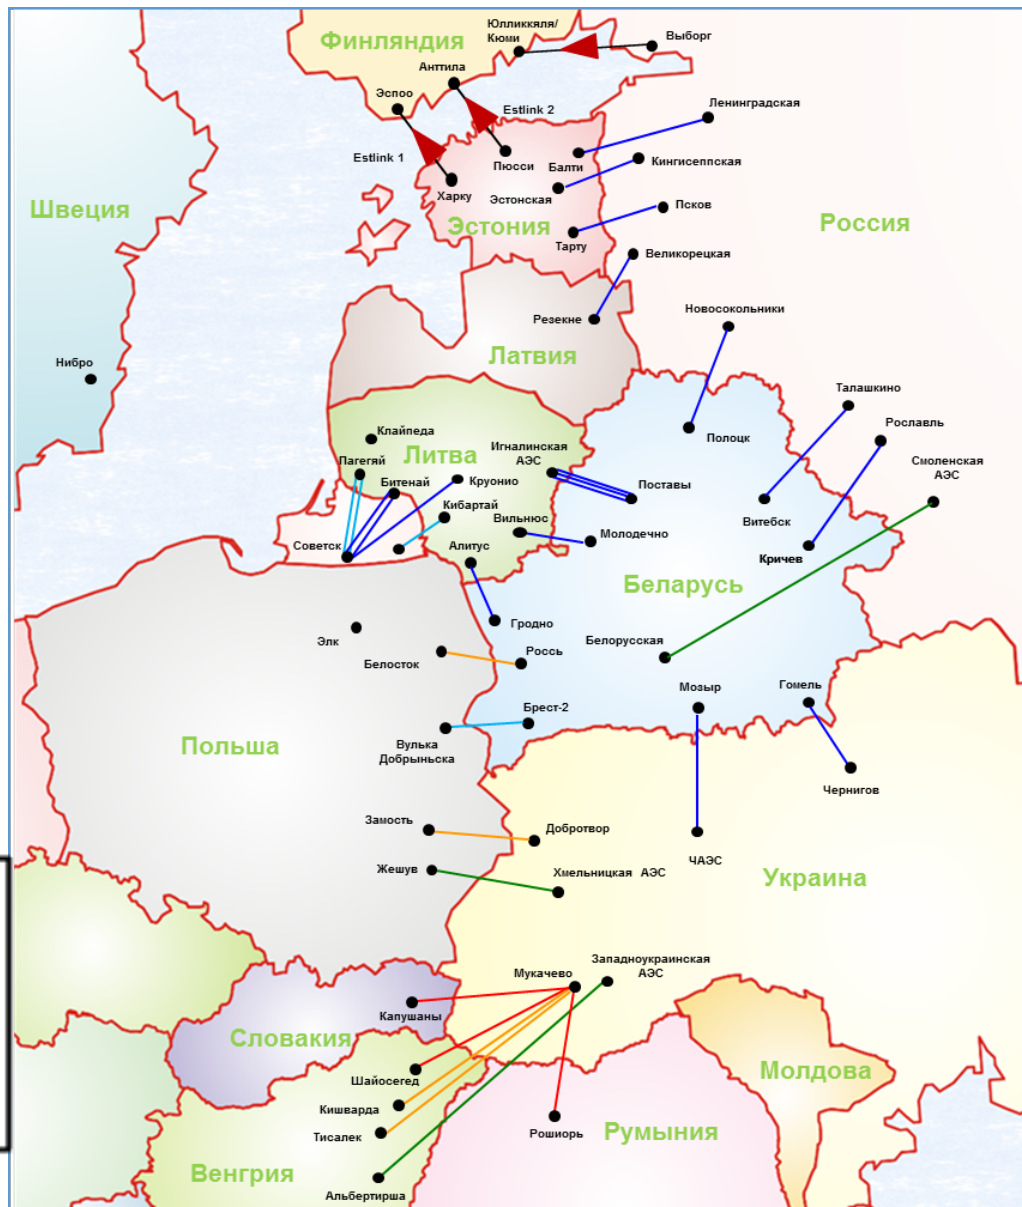 Юлликкяля/
Кюми
Финляндия
Выборг
Анттила
Эспоо
Estlink 2
Ленинградская
Estlink 1
Пюсси
Балти
Кингисеппская
Харку
Эстонская
Швеция
Псков
Эстония
Россия
Тарту
Великорецкая
Новосокольники
Резекне
Латвия
Нибро
Талашкино
Рославль
Клайпеда
Полоцк
Литва
Игналинская
АЭС
Пагегяй
Смоленская
АЭС
Битенай
Круонио
Поставы
Кибартай
Витебск
Вильнюс
Молодечно
Советск
Алитус
Кричев
Беларусь
Гродно
Элк
Белорусская
Россь
Белосток
Мозыр
Гомель
Брест-2
Польша
Вулька
Добрыньска
Чернигов
Замость
Добротвор
ЧАЭС
Жешув
Хмельницкая АЭС
Украина
Западноукраинская
АЭС
Мукачево
Капушаны
Словакия
Молдова
Шайосегед
Кишварда
Тисалек
Рошиорь
Румыния
Венгрия
Альбертирша